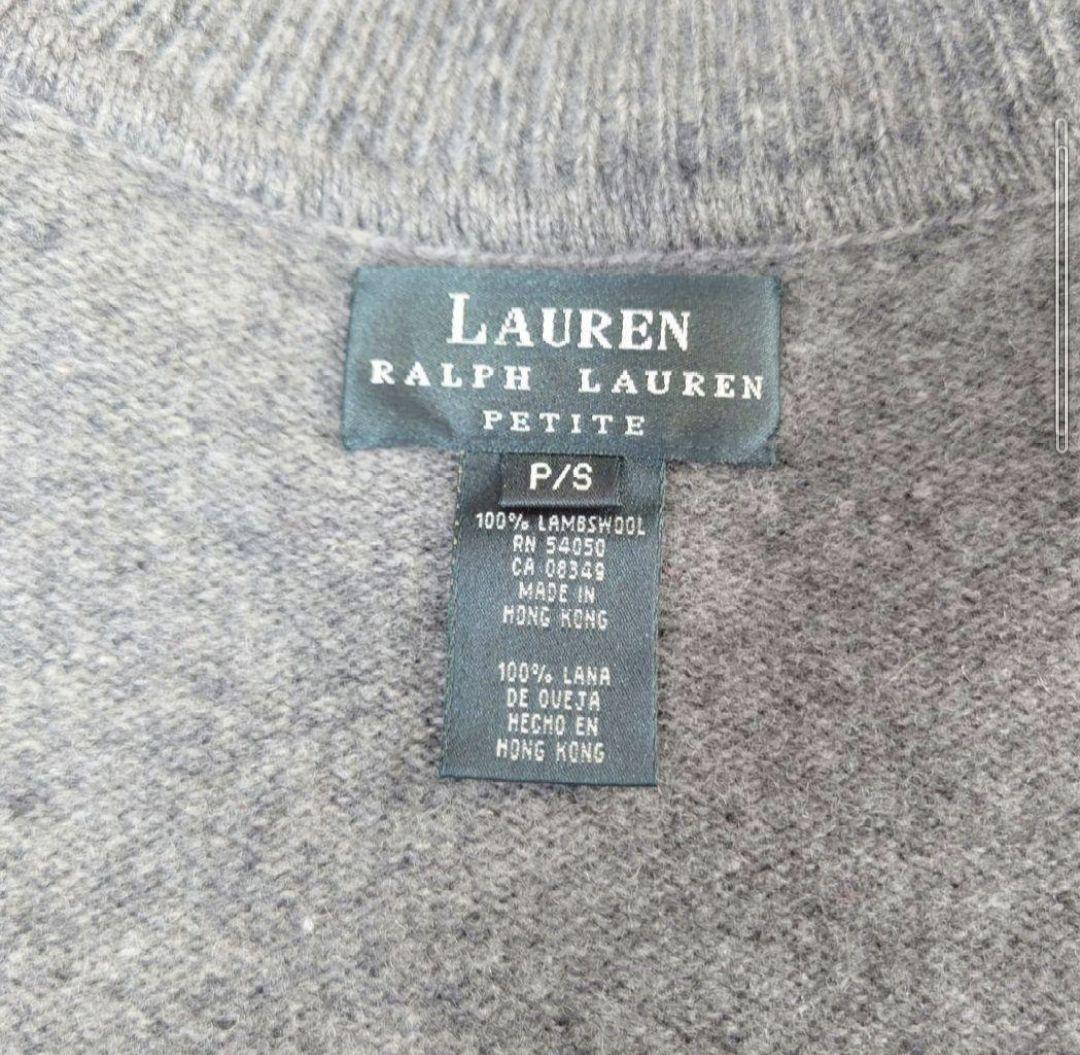 LAUREN
RALPH LAUREN
PETITE
P/S
100% LAMBSWOOL
RN 54050
CA 08349
MADE IN
HONG KONG
100% LANA
DE OVEJA
HECHO EN
HONG KONG